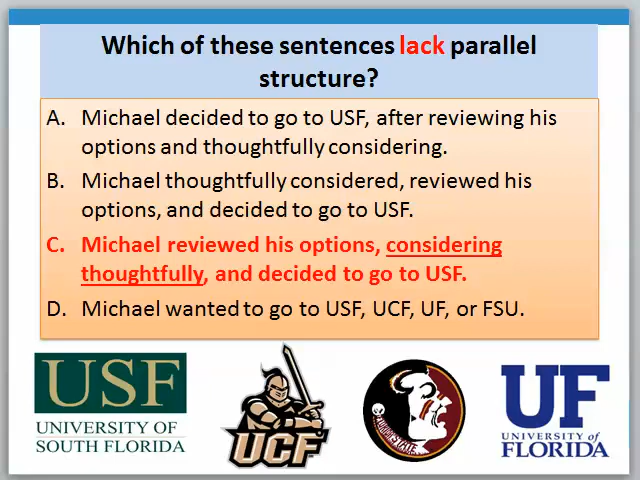 Which of these sentences lack parallel
structure?
A. Michael decided to go to USF, after reviewing his
options and thoughtfully considering.
B. Michael thoughtfully considered, reviewed his
options, and decided to go to USF.
C. Michael reviewed his options, considering
thoughtfully, and decided to go to USF.
D. Michael wanted to go to USF, UCF, UF, or FSU.
USF
UNIVERSITY OF
SOUTH FLORIDA
UCF
UF
UNIVERSITY of
FLORIDA